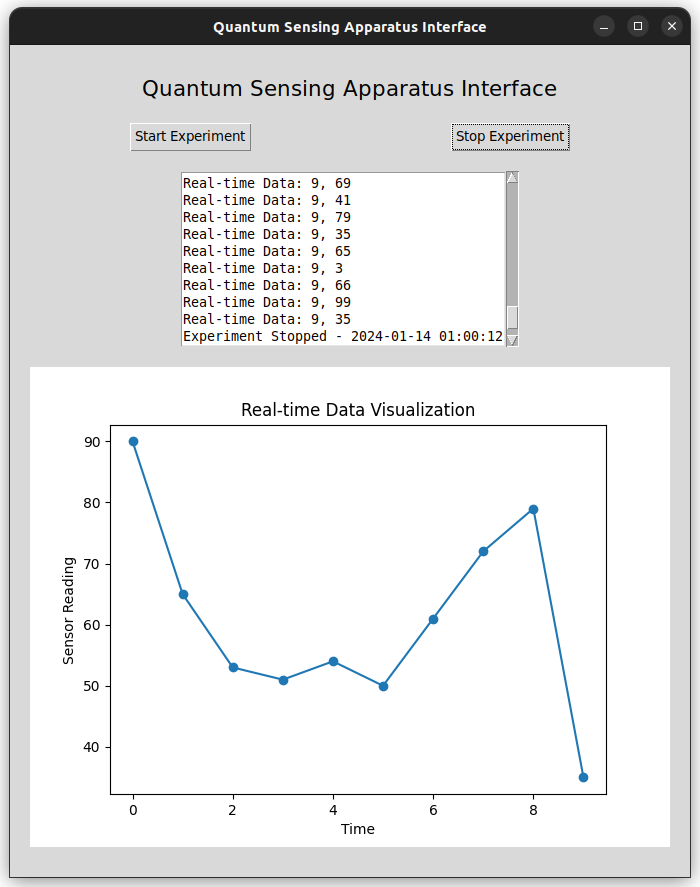 Quantum Sensing Apparatus Interface
Quantum Sensing Apparatus Interface
Start Experiment
Stop Experiment
Real-time Data: 9, 69
Real-time Data: 9, 41
Real-time Data: 9, 79
Real-time Data: 9, 35
Real-time Data: 9, 65
Real-time Data: 9, 3
Real-time Data: 9, 66
Real-time Data: 9, 99
Real-time Data: 9, 35
Experiment Stopped - 2024-01-14 01:00:12
Real-time Data Visualization
90
80
70
60
50
40
Sensor Reading
0 2 4 6 8
Time